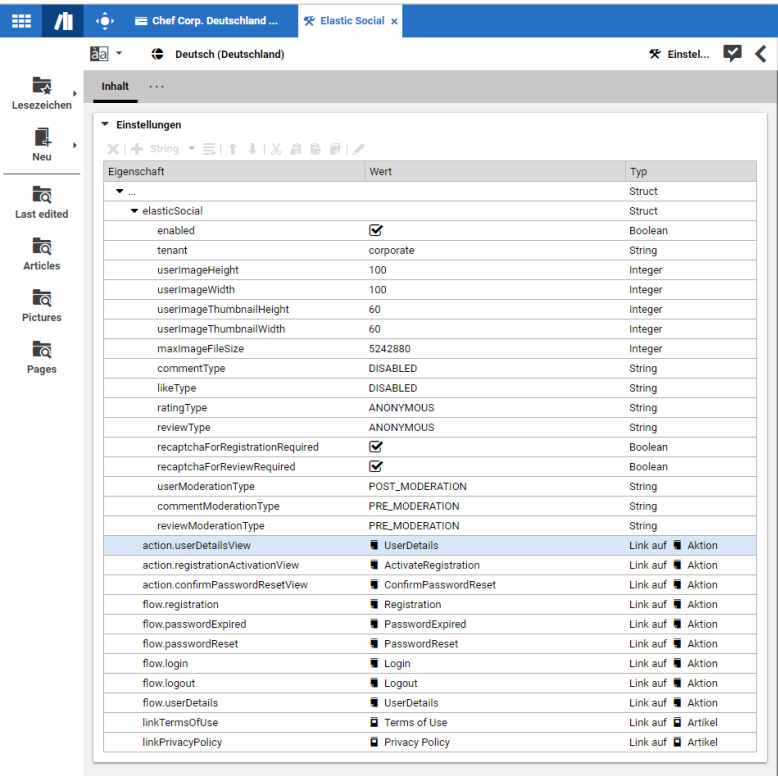 Chef Corp. Deutschland ... Elastic Social ×
àa Deutsch (Deutschland) Einstel...
Lesezeichen
Neu
Last edited
Articles
Pictures
Pages
Inhalt ...
Einstellungen
String
Eigenschaft Wert Typ
... Struct
elasticSocial Struct
enabled Boolean
tenant corporate String
userImageHeight 100 Integer
userImageWidth 100 Integer
userImageThumbnailHeight 60 Integer
userImageThumbnailWidth 60 Integer
maxImageFileSize 5242880 Integer
commentType DISABLED String
likeType DISABLED String
ratingType ANONYMOUS String
reviewType ANONYMOUS String
recaptchaForRegistrationRequired Boolean
recaptchaForReviewRequired Boolean
userModerationType POST_MODERATION String
commentModerationType PRE_MODERATION String
reviewModerationType PRE_MODERATION String
action.userDetailsView UserDetails Link auf Aktion
action.registrationActivationView ActivateRegistration Link auf Aktion
action.confirmPasswordResetView ConfirmPasswordReset Link auf Aktion
flow.registration Registration Link auf Aktion
flow.passwordExpired PasswordExpired Link auf Aktion
flow.passwordReset PasswordReset Link auf Aktion
flow.login Login Link auf Aktion
flow.logout Logout Link auf Aktion
flow.userDetails UserDetails Link auf Aktion
linkTermsOfUse Terms of Use Link auf Artikel
linkPrivacyPolicy Privacy Policy Link auf Artikel